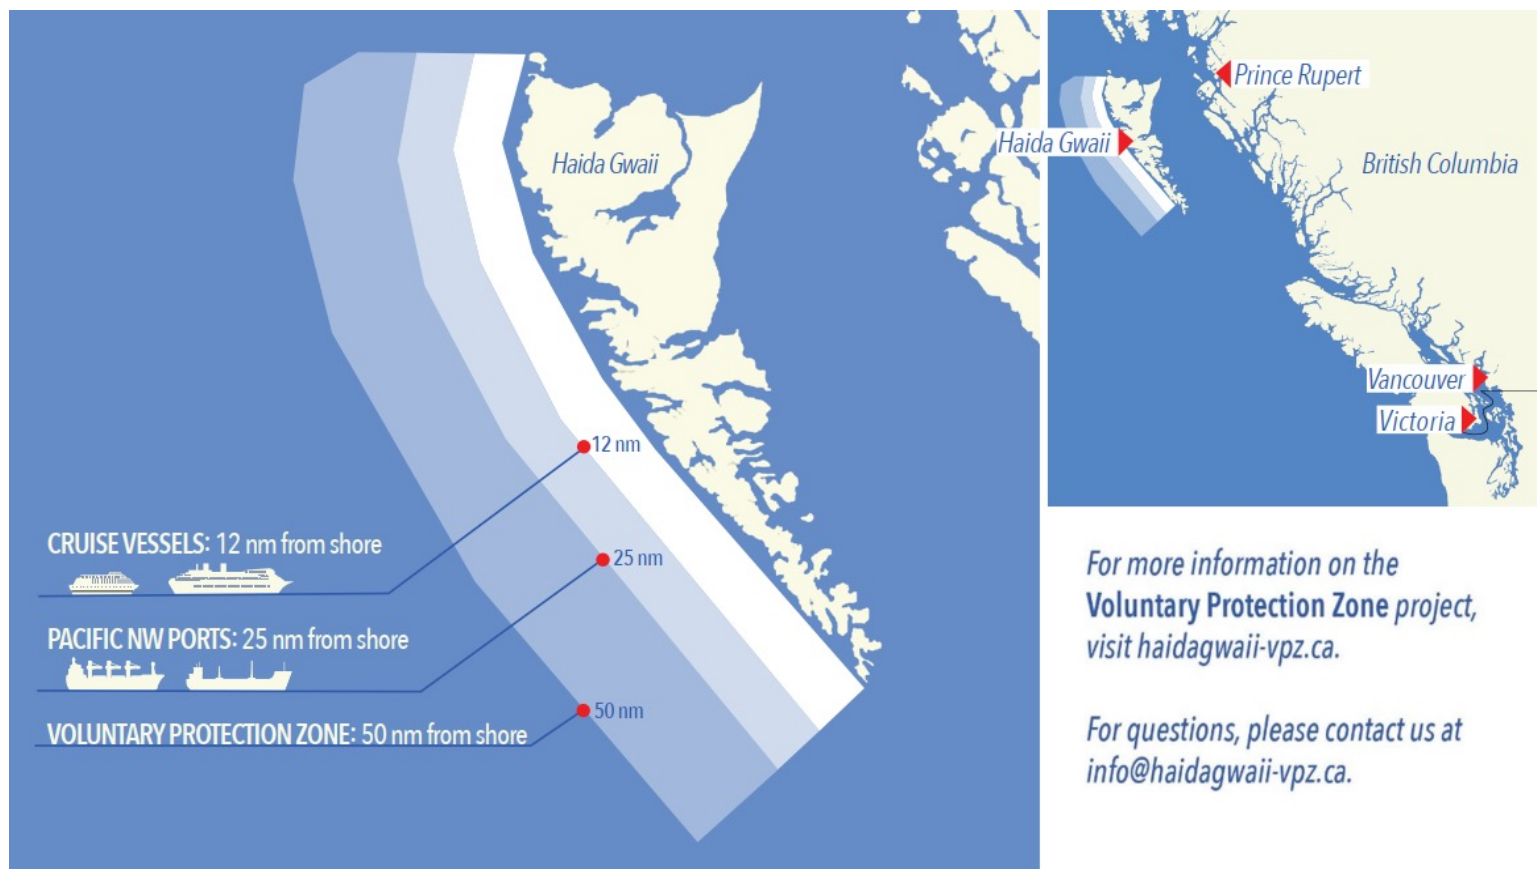 Haida Gwaii
12 nm
25 nm
50 nm
CRUISE VESSELS: 12 nm from shore
PACIFIC NW PORTS: 25 nm from shore
VOLUNTARY PROTECTION ZONE: 50 nm from shore
Prince Rupert
Haida Gwaii
British Columbia
Vancouver
Victoria
For more information on the
Voluntary Protection Zone project,
visit haidagwaii-vpz.ca.
For questions, please contact us at
info@haidagwaii-vpz.ca.